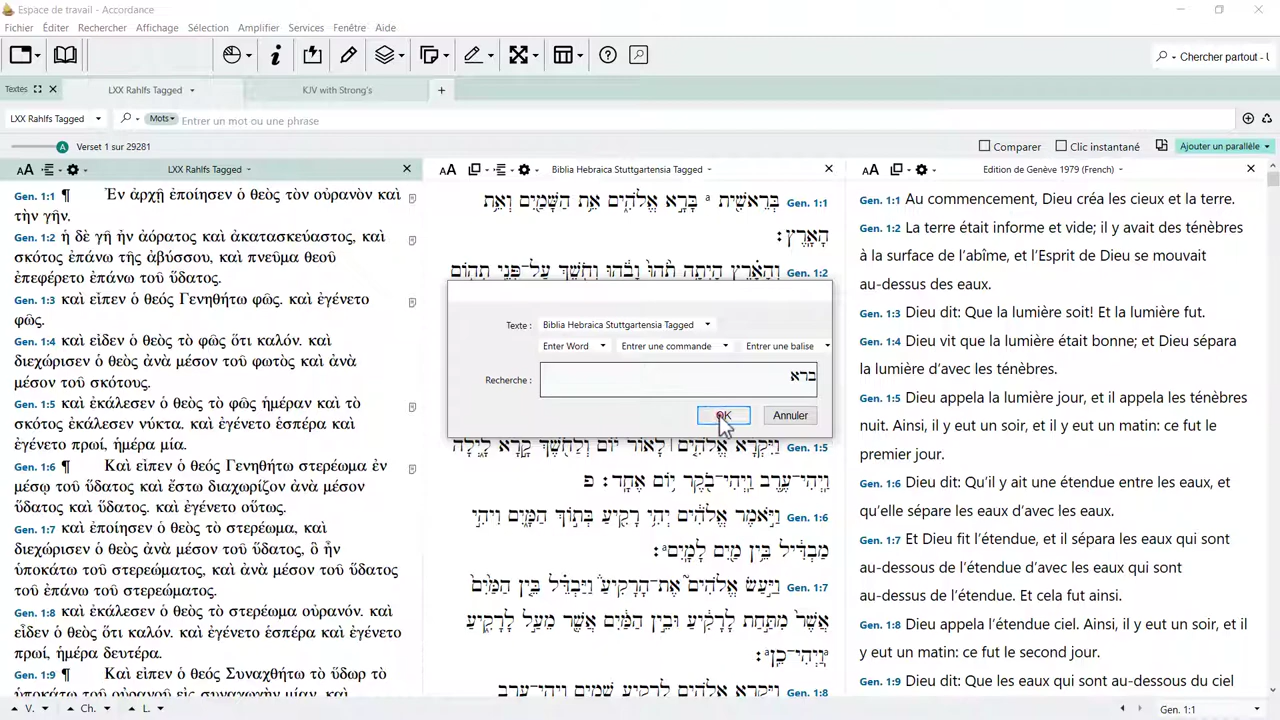 Espace de travail - Accordance
Fichier Éditer Rechercher Affichage Sélection Amplifier Services Fenêtre Aide
Chercher partout - U
Textes LXX Rahlfs Tagged KJV with Strong's
LXX Rahlfs Tagged Mots Entrer un mot ou une phrase
A Verset 1 sur 29281 Comparer Clic instantané Ajouter un parallèle
AA LXX Rahlfs Tagged
Gen. 1:1 ¶ Ἐν ἀρχῇ ἐποίησεν ὁ θεὸς τὸν οὐρανὸν καὶ
τὴν γῆν.
Gen. 1:2 ἡ δὲ γῆ ἦν ἀόρατος καὶ ἀκατασκεύαστος, καὶ
σκότος ἐπάνω τῆς ἀβύσσου, καὶ πνεῦμα θεοῦ
ἐπεφέρετο ἐπάνω τοῦ ὕδατος.
Gen. 1:3 καὶ εἶπεν ὁ θεός Γενηθήτω φῶς. καὶ ἐγένετο
φῶς.
Gen. 1:4 καὶ εἶδεν ὁ θεὸς τὸ φῶς ὅτι καλόν. καὶ
διεχώρισεν ὁ θεὸς ἀνὰ μέσον τοῦ φωτὸς καὶ ἀνὰ
μέσον τοῦ σκότους.
Gen. 1:5 καὶ ἐκάλεσεν ὁ θεὸς τὸ φῶς ἡμέραν καὶ τὸ
σκότος ἐκάλεσεν νύκτα. καὶ ἐγένετο ἑσπέρα καὶ
ἐγένετο πρωί, ἡμέρα μία.
Gen. 1:6 ¶ Καὶ εἶπεν ὁ θεός Γενηθήτω στερέωμα ἐν
μέσῳ τοῦ ὕδατος καὶ ἔστω διαχωρίζον ἀνὰ μέσον
ὕδατος καὶ ὕδατος. καὶ ἐγένετο οὕτως.
Gen. 1:7 καὶ ἐποίησεν ὁ θεὸς τὸ στερέωμα, καὶ
διεχώρισεν ὁ θεὸς ἀνὰ μέσον τοῦ ὕδατος, ὃ ἦν
ὑποκάτω τοῦ στερεώματος, καὶ ἀνὰ μέσον τοῦ ὕδατος
τοῦ ἐπάνω τοῦ στερεώματος.
Gen. 1:8 καὶ ἐκάλεσεν ὁ θεὸς τὸ στερέωμα οὐρανόν. καὶ
εἶδεν ὁ θεὸς ὅτι καλόν. καὶ ἐγένετο ἑσπέρα καὶ ἐγένετο
πρωί, ἡμέρα δευτέρα.
Gen. 1:9 ¶ Καὶ εἶπεν ὁ θεός Συναχθήτω τὸ ὕδωρ τὸ
ὑποκάτω τοῦ οὐρανοῦ εἰς συναγωγὴν μίαν, καὶ
AA Biblia Hebraica Stuttgartensia Tagged
Gen. 1:1 בְּרֵאשִׁ֖ית ᵃ בָּרָ֣א אֱלֹהִ֑ים אֵ֥ת הַשָּׁמַ֖יִם וְאֵ֥ת
הָאָֽרֶץ׃
Gen. 1:2 וְהָאָ֗רֶץ הָיְתָ֥ה תֹ֙הוּ֙ וָבֹ֔הוּ וְחֹ֖שֶׁךְ עַל־פְּנֵ֣י תְה֑וֹם
Texte : Biblia Hebraica Stuttgartensia Tagged
Enter Word Entrer une commande Entrer une balise
Recherche : ברא
OK Annuler
Gen. 1:5 וַיִּקְרָ֨א אֱלֹהִ֤ים׀ לָאוֹר֙ י֔וֹם וְלַחֹ֖שֶׁךְ קָ֣רָא לָ֑יְלָה
וַֽיְהִי־עֶ֥רֶב וַֽיְהִי־בֹ֖קֶר י֥וֹם אֶחָֽד׃ פ
Gen. 1:6 וַיֹּ֣אמֶר אֱלֹהִ֔ים יְהִ֥י רָקִ֖יעַ בְּת֣וֹךְ הַמָּ֑יִם וִיהִ֣י
מַבְדִּ֔יל בֵּ֥ין מַ֖יִם לָמָֽיִםᵃ׃
Gen. 1:7 וַיַּ֣עַשׂ אֱלֹהִים֮ אֶת־הָרָקִיעַ֒ וַיַּבְדֵּ֗ל בֵּ֤ין הַמַּ֙יִם֙
אֲשֶׁר֙ מִתַּ֣חַת לָרָקִ֔יעַ וּבֵ֣ין הַמַּ֔יִם אֲשֶׁ֖ר מֵעַ֣ל לָרָקִ֑יעַ
ᵃוַֽיְהִי־כֵֽןᵃ׃
Gen. 1:8 וַיִּקְרָ֧א אֱלֹהִ֛ים לָֽרָקִ֖יעַ שָׁמָ֑יִם וַֽיְהִי־עֶ֥רֶב
AA Edition de Genève 1979 (French)
Gen. 1:1 Au commencement, Dieu créa les cieux et la terre.
Gen. 1:2 La terre était informe et vide; il y avait des ténèbres
à la surface de l'abîme, et l'Esprit de Dieu se mouvait
au-dessus des eaux.
Gen. 1:3 Dieu dit: Que la lumière soit! Et la lumière fut.
Gen. 1:4 Dieu vit que la lumière était bonne; et Dieu sépara
la lumière d'avec les ténèbres.
Gen. 1:5 Dieu appela la lumière jour, et il appela les ténèbres
nuit. Ainsi, il y eut un soir, et il y eut un matin: ce fut le
premier jour.
Gen. 1:6 Dieu dit: Qu'il y ait une étendue entre les eaux, et
qu'elle sépare les eaux d'avec les eaux.
Gen. 1:7 Et Dieu fit l'étendue, et il sépara les eaux qui sont
au-dessous de l'étendue d'avec les eaux qui sont
au-dessus de l'étendue. Et cela fut ainsi.
Gen. 1:8 Dieu appela l'étendue ciel. Ainsi, il y eut un soir, et il
y eut un matin: ce fut le second jour.
Gen. 1:9 Dieu dit: Que les eaux qui sont au-dessous du ciel
V. Ch. L. Gen. 1:1